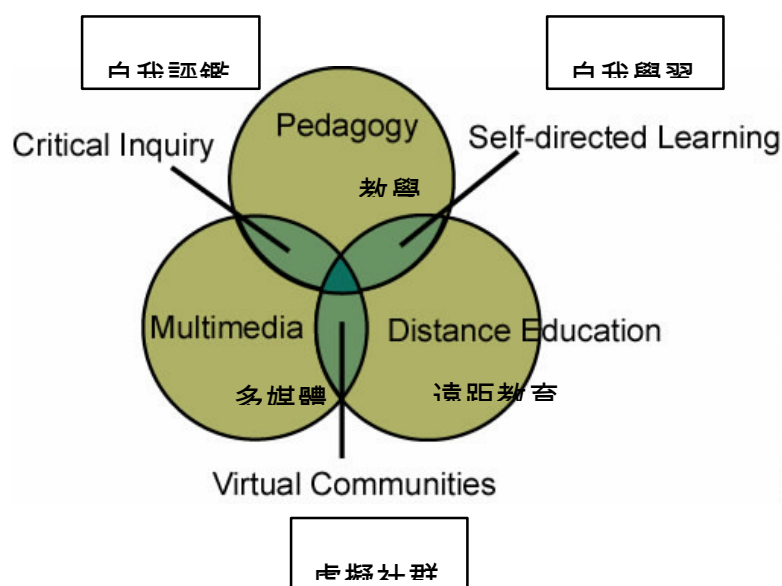 自我評鑑
自我學習
Pedagogy
Critical Inquiry
Self-directed Learning
教學
Multimedia
Distance Education
多媒體
遠距教育
Virtual Communities
虛擬社群